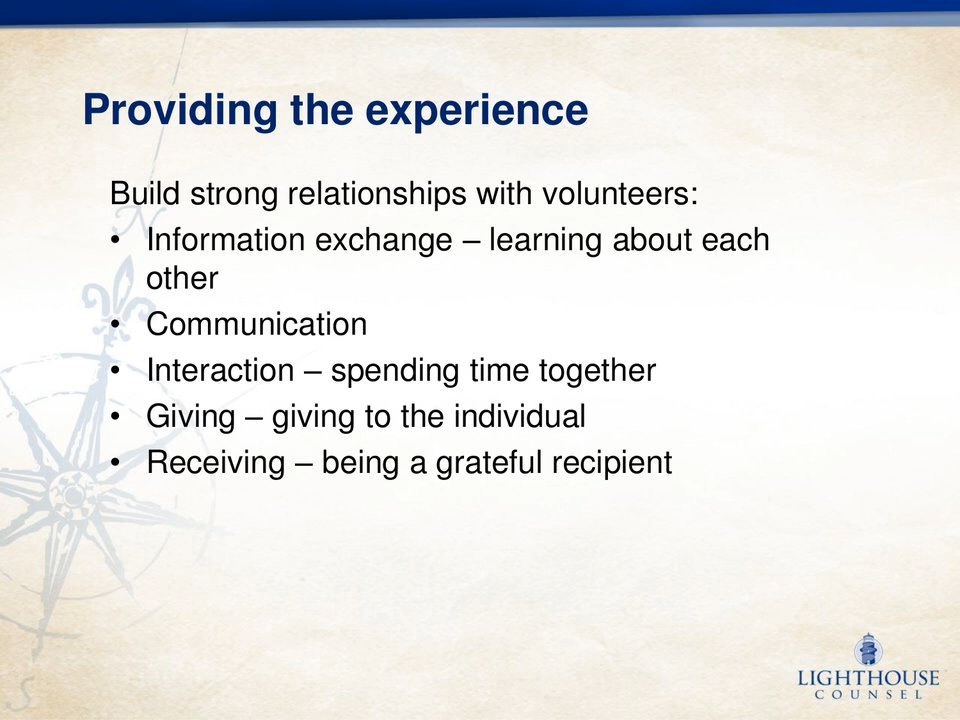 Providing the experience
Build strong relationships with volunteers:
• Information exchange – learning about each
other
• Communication
• Interaction – spending time together
• Giving – giving to the individual
• Receiving – being a grateful recipient
N
S
LIGHTHOUSE
COUNSEL